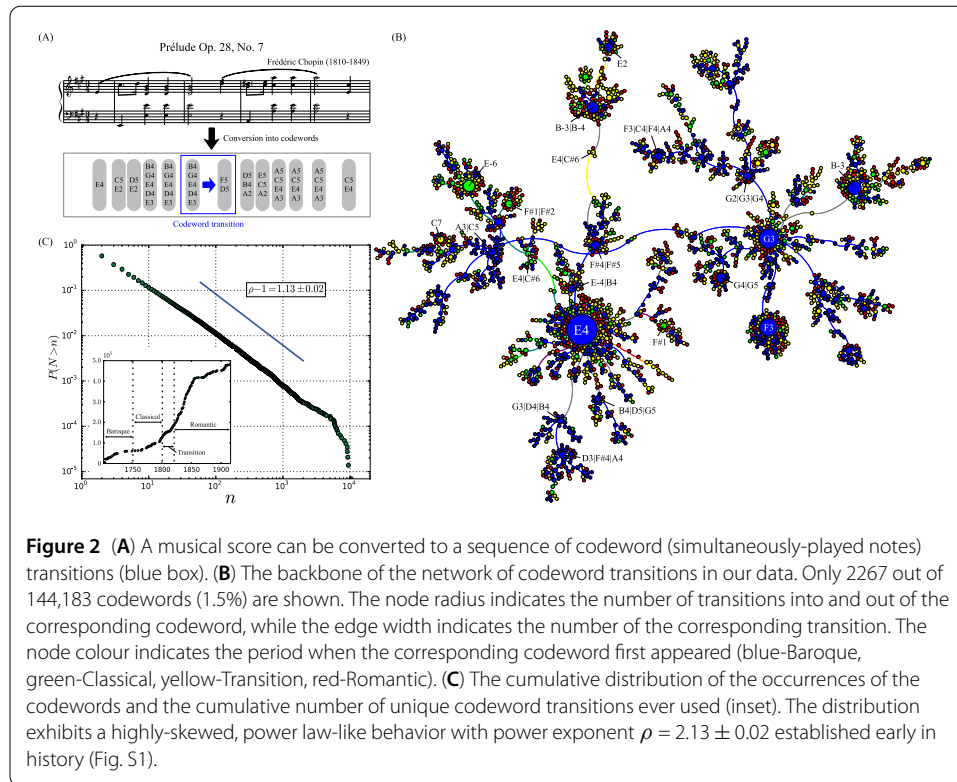 (A)
Prélude Op. 28, No. 7
Frédéric Chopin (1810-1849)
Conversion into codewords
E4
C5
E2
D5
E2
B4
G4
E4
D4
E3
B4
G4
E4
D4
E3
B4
G4
E4
D4
E3
F5
D5
D5
B4
A2
E5
C5
A2
A5
C5
E4
A3
A5
C5
E4
A3
A5
C5
E4
A3
C5
E4
Codeword transition
(B)
E2
B-3|B-4
E4|C#6
F3|C4|F4|A4
B-3
G2|G3|G4
E-6
F#1|F#2
C7
A3|C5
G3
E4|C#6
F#4|F#5
G4|G5
E-4|B4
E4
F3
F#1
B4|D5|G5
G3|D4|B4
D3|F#4|A4
(C)
10⁰
10⁻¹
10⁻²
10⁻³
10⁻⁴
10⁻⁵
P(N > n)
ρ−1 = 1.13 ± 0.02
5.0
4.0
3.0
2.0
1.0
0.0
Classical
Baroque
Romantic
Transition
1750
1800
1850
1900
10⁰
10¹
10²
10³
10⁴
n
Figure 2 (A) A musical score can be converted to a sequence of codeword (simultaneously-played notes)
transitions (blue box). (B) The backbone of the network of codeword transitions in our data. Only 2267 out of
144,183 codewords (1.5%) are shown. The node radius indicates the number of transitions into and out of the
corresponding codeword, while the edge width indicates the number of the corresponding transition. The
node colour indicates the period when the corresponding codeword first appeared (blue-Baroque,
green-Classical, yellow-Transition, red-Romantic). (C) The cumulative distribution of the occurrences of the
codewords and the cumulative number of unique codeword transitions ever used (inset). The distribution
exhibits a highly-skewed, power law-like behavior with power exponent ρ = 2.13 ± 0.02 established early in
history (Fig. S1).